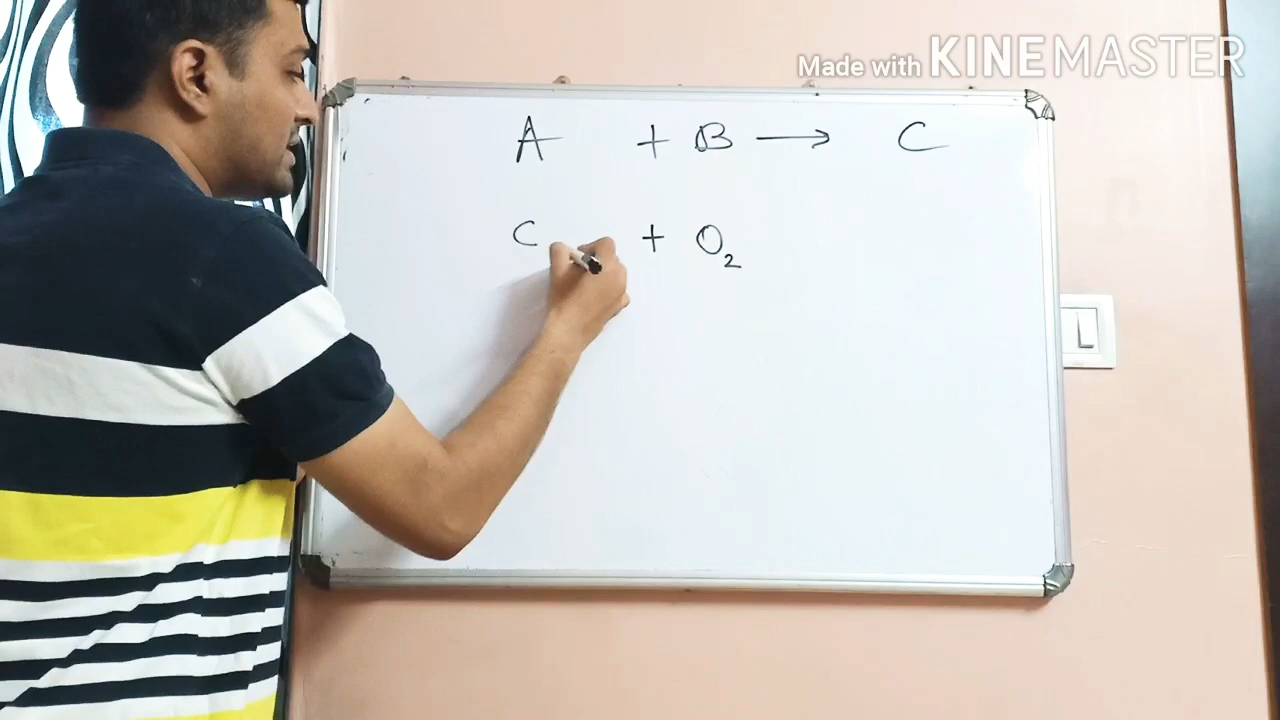 Made with KINEMASTER
A + B → C
C + O₂